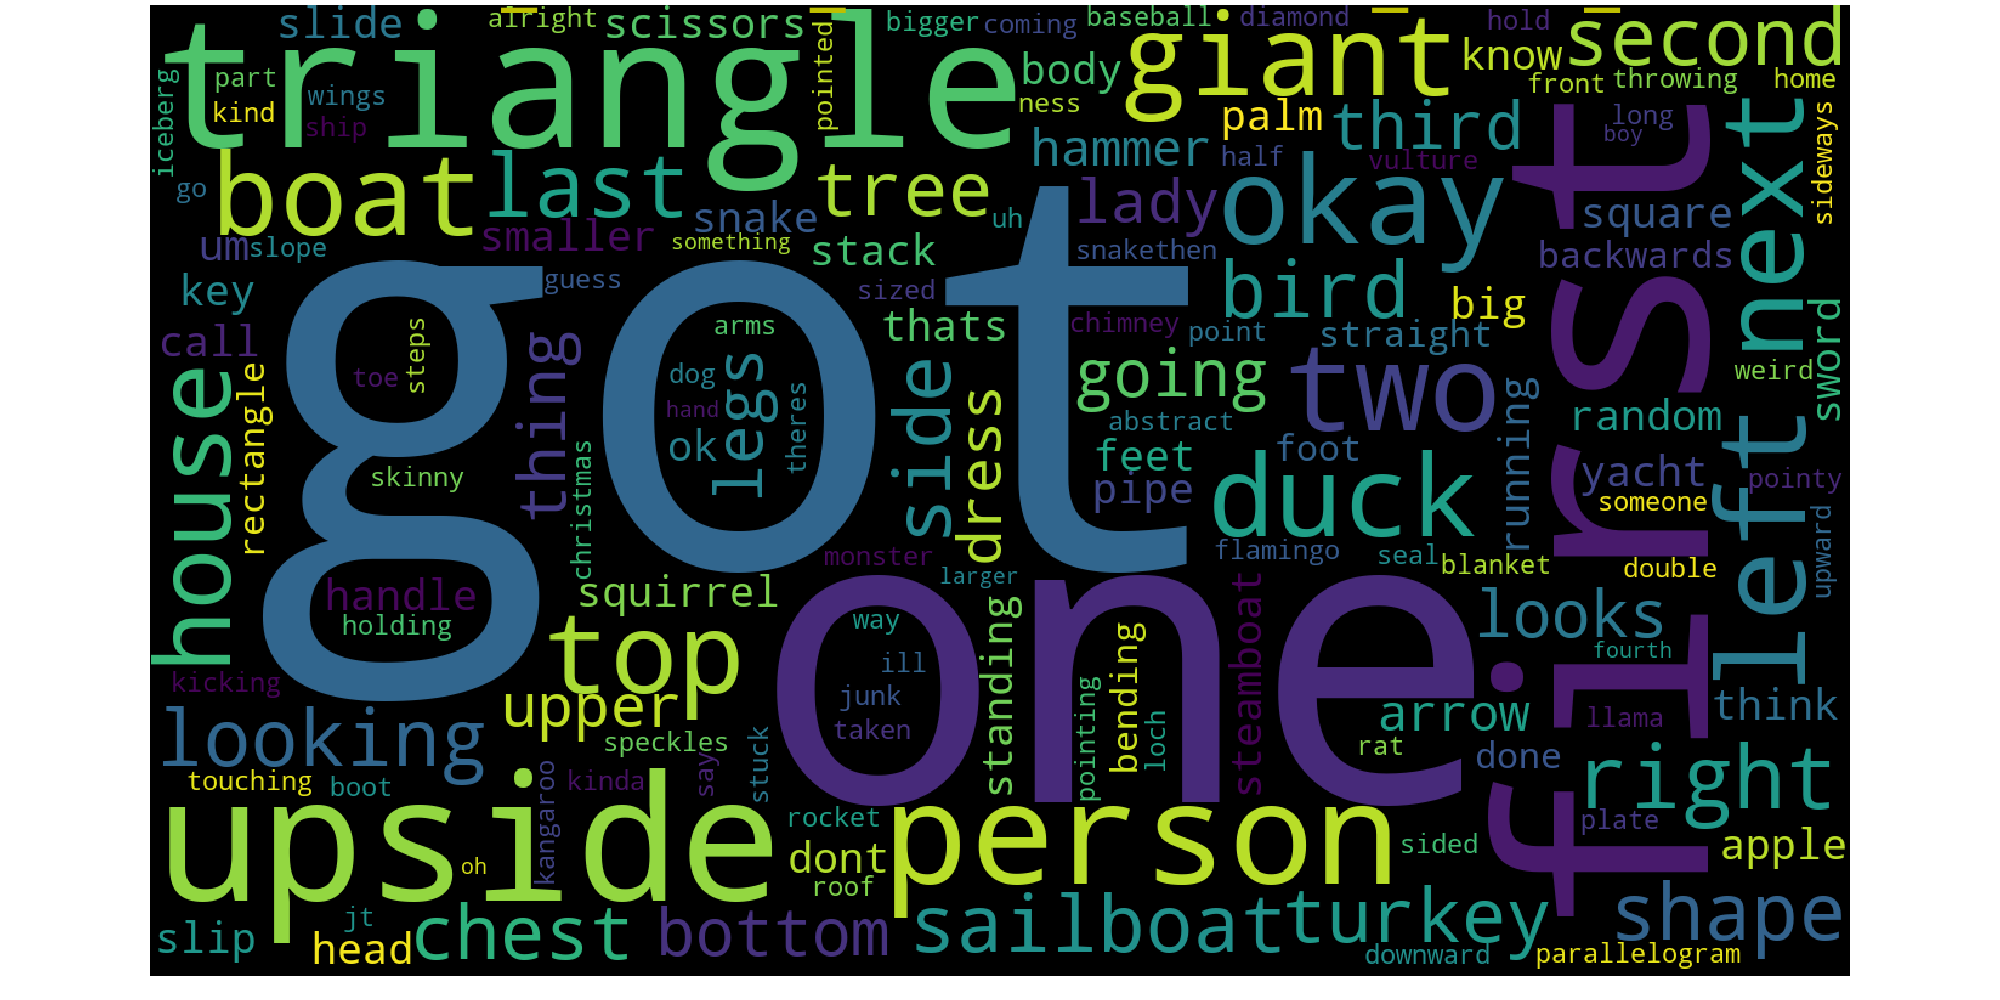 slide
alright
scissors
bigger
coming
baseball
diamond
hold
second
triangle
giant
know
part
kind
wings
ship
iceberg
pointed
body
ness
front
throwing
home
palm
third
long
boy
sideways
hammer
half
vulture
boat
last
tree
go
snake
uh
lady
okay
square
next
um
slope
smaller
something
stack
snakethen
backwards
key
guess
sized
bird
big
first
got
call
steps
arms
thats
chimney
point
straight
sword
toe
thing
dog
hand
legs
theres
side
going
two
weird
house
rectangle
ok
dress
abstract
random
skinny
christmas
feet
foot
running
left
pipe
duck
yacht
pointy
someone
upward
monster
flamingo
seal
blanket
double
handle
holding
squirrel
larger
one
top
way
standing
bending
steamboat
looks
fourth
kicking
upper
ill
junk
taken
pointing
loch
arrow
llama
think
looking
speckles
stuck
rat
done
right
touching
boot
kangaroo
kinda
say
upside
oh
rocket
person
dont
roof
sided
plate
apple
slip
jt
head
chest
bottom
sailboat
turkey
downward
parallelogram
shape